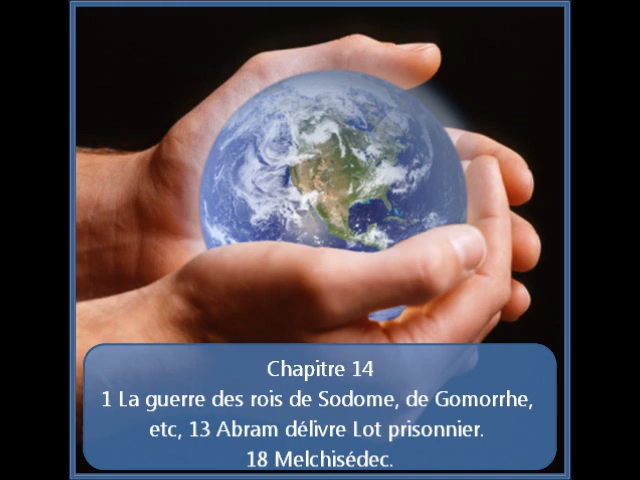 Chapitre 14
1 La guerre des rois de Sodome, de Gomorrhe,
etc, 13 Abram délivre Lot prisonnier.
18 Melchisédec.